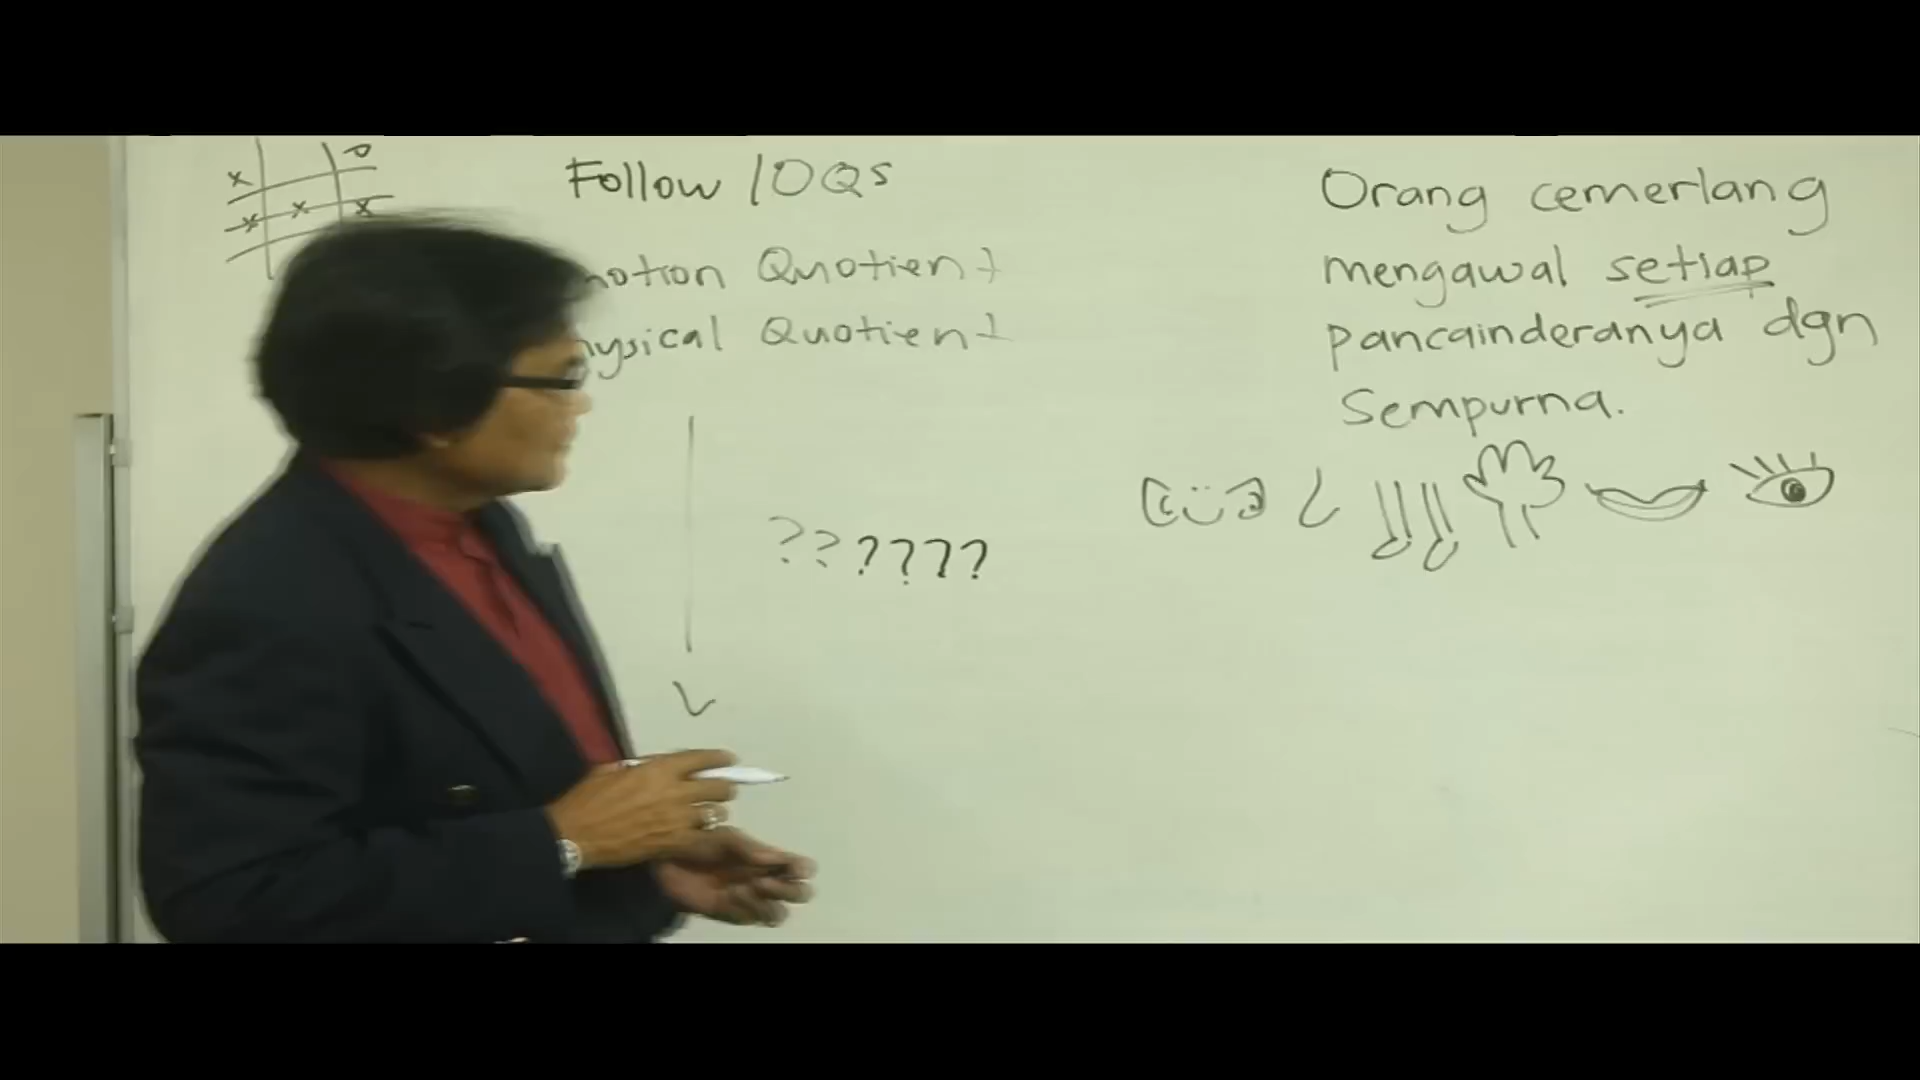 Follow 10QS
Quotient
Quotient
??????
Orang cemerlang
mengawal setiap
pancainderanya dgn
Sempurna.